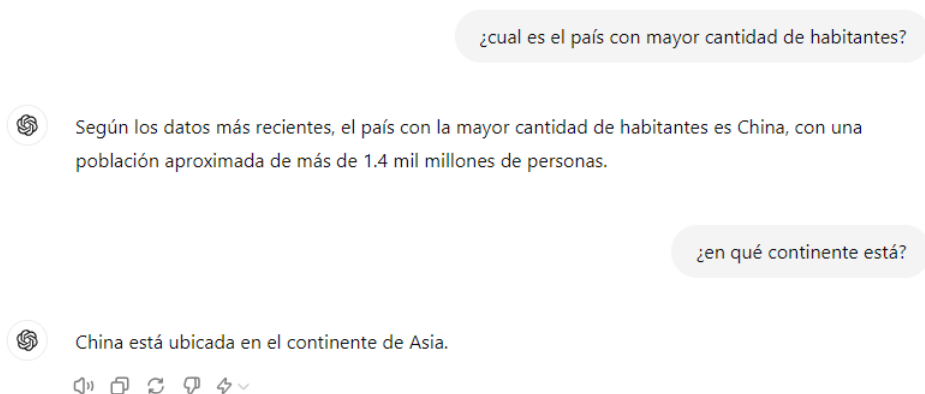 ¿cual es el país con mayor cantidad de habitantes?
Según los datos más recientes, el país con la mayor cantidad de habitantes es China, con una
población aproximada de más de 1.4 mil millones de personas.
¿en qué continente está?
China está ubicada en el continente de Asia.